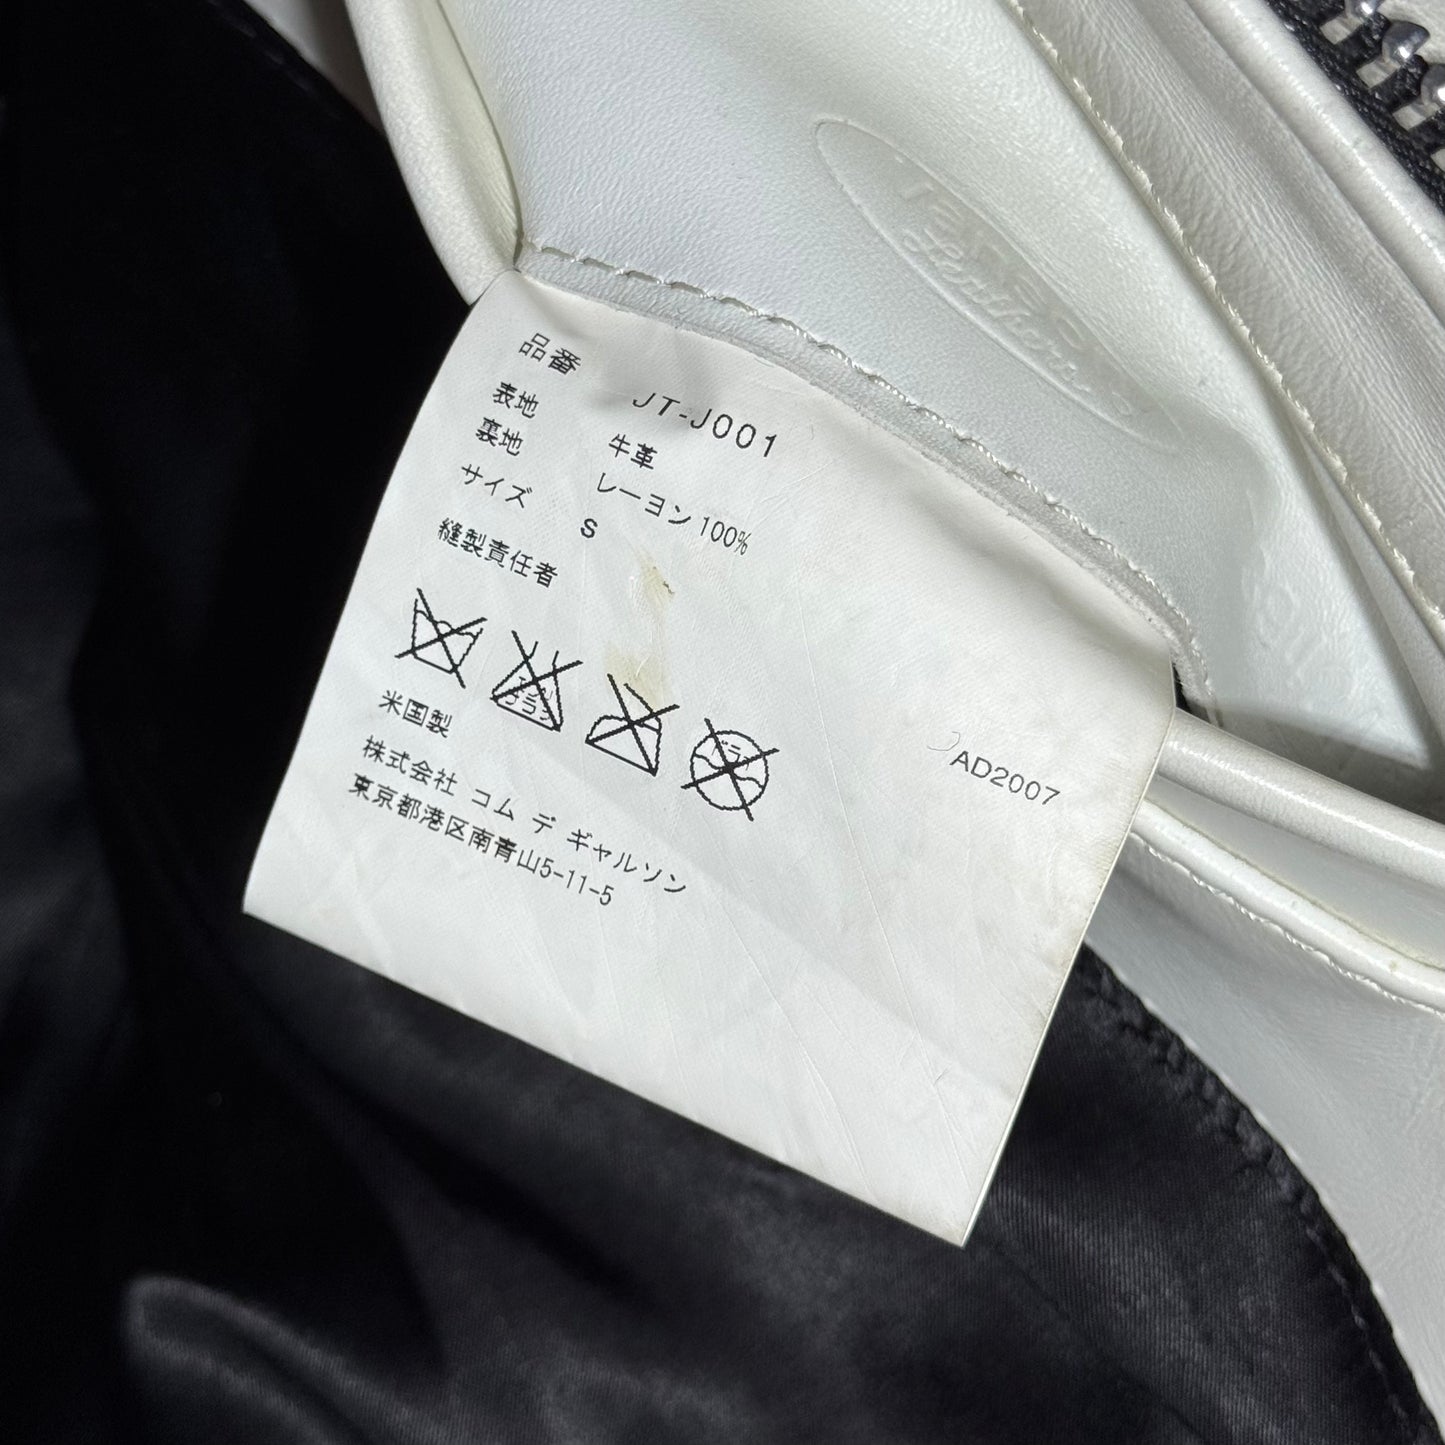 品番 JT-J001
表地 牛革
裏地 レーヨン100%
サイズ S
縫製責任者
米国製
株式会社 コム デ ギャルソン
東京都港区南青山5-11-5
AD2007